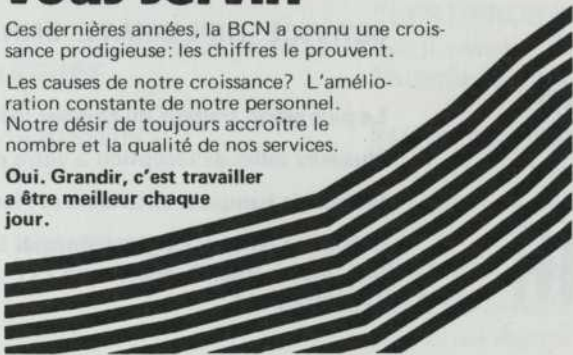 Ces dernières années, la BCN a connu une crois-
sance prodigieuse: les chiffres le prouvent.
Les causes de notre croissance? L'amélio-
ration constante de notre personnel.
Notre désir de toujours accroître le
nombre et la qualité de nos services.
Oui. Grandir, c'est travailler
a être meilleur chaque
jour.